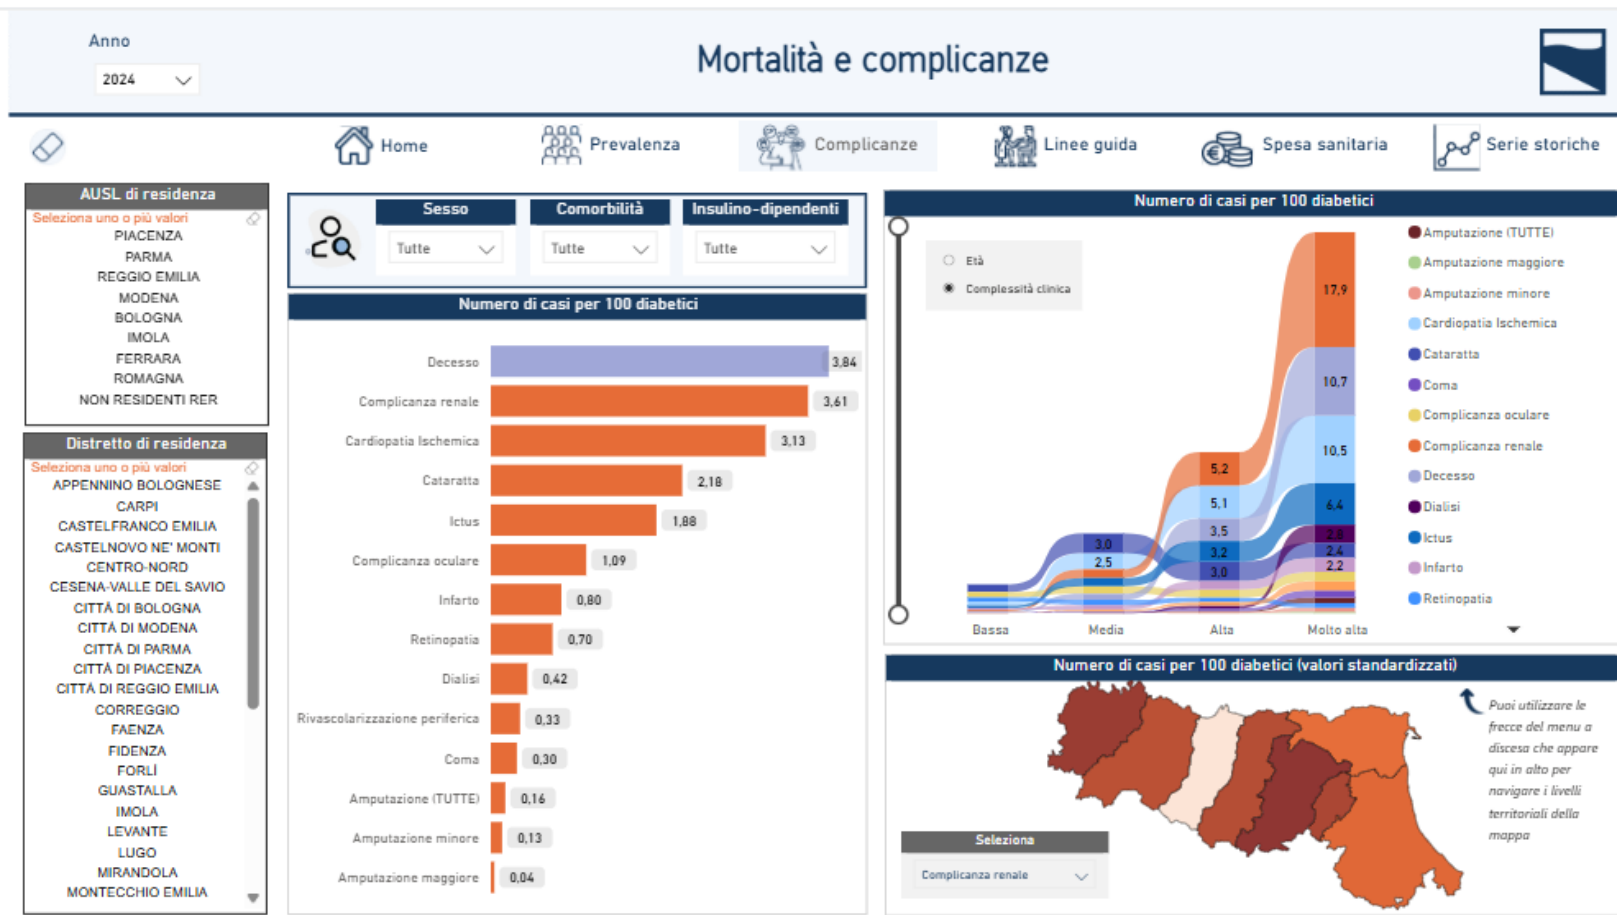 Anno
2024
Mortalità e complicanze
Home
Prevalenza
Complicanze
Linee guida
Spesa sanitaria
Serie storiche
AUSL di residenza
Seleziona uno o più valori
PIACENZA
PARMA
REGGIO EMILIA
MODENA
BOLOGNA
IMOLA
FERRARA
ROMAGNA
NON RESIDENTI RER
Distretto di residenza
Seleziona uno o più valori
APPENNINO BOLOGNESE
CARPI
CASTELFRANCO EMILIA
CASTELNOVO NE' MONTI
CENTRO-NORD
CESENA-VALLE DEL SAVIO
CITTÀ DI BOLOGNA
CITTÀ DI MODENA
CITTÀ DI PARMA
CITTÀ DI PIACENZA
CITTÀ DI REGGIO EMILIA
CORREGGIO
FAENZA
FIDENZA
FORLÌ
GUASTALLA
IMOLA
LEVANTE
LUGO
MIRANDOLA
MONTECCHIO EMILIA
Sesso
Tutte
Comorbilità
Tutte
Insulino-dipendenti
Tutte
Numero di casi per 100 diabetici
Decesso 3,84
Complicanza renale 3,61
Cardiopatia Ischemica 3,13
Cataratta 2,18
Ictus 1,88
Complicanza oculare 1,09
Infarto 0,80
Retinopatia 0,70
Dialisi 0,42
Rivascolarizzazione periferica 0,33
Coma 0,30
Amputazione (TUTTE) 0,16
Amputazione minore 0,13
Amputazione maggiore 0,04
Numero di casi per 100 diabetici
Età
Complessità clinica
3,0
2,5
5,2
5,1
3,5
3,2
3,0
17,9
10,7
10,5
6,4
2,8
2,4
2,2
Bassa
Media
Alta
Molto alta
Amputazione (TUTTE)
Amputazione maggiore
Amputazione minore
Cardiopatia Ischemica
Cataratta
Coma
Complicanza oculare
Complicanza renale
Decesso
Dialisi
Ictus
Infarto
Retinopatia
Numero di casi per 100 diabetici (valori standardizzati)
Puoi utilizzare le
frecce del menu a
discesa che appare
qui in alto per
navigare i livelli
territoriali della
mappa
Seleziona
Complicanza renale